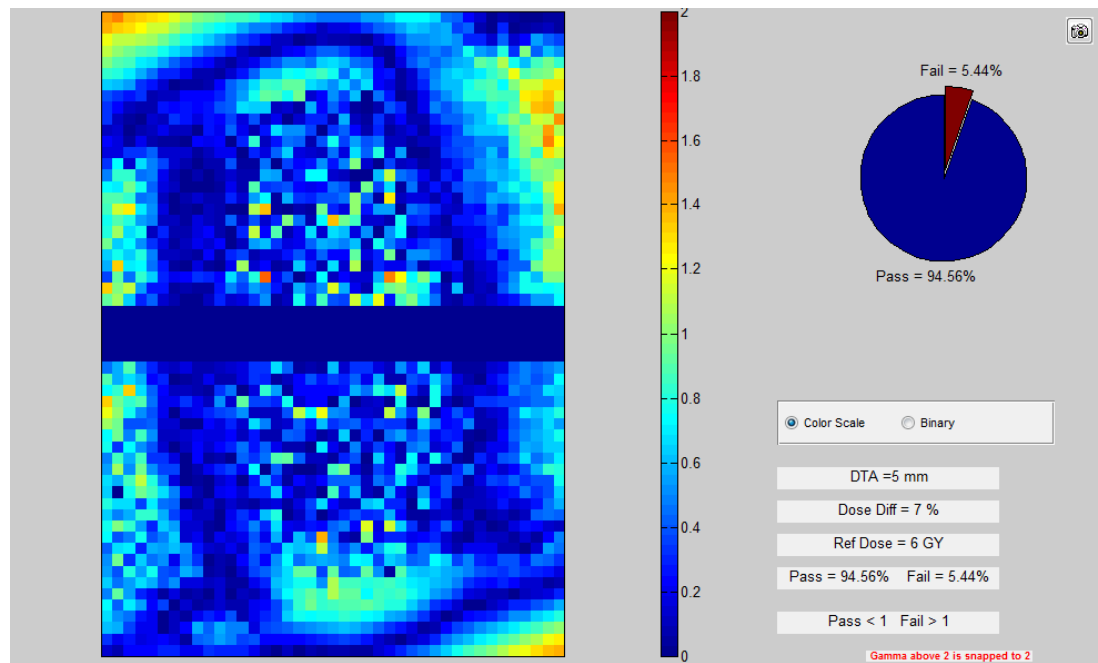 2
1.8
1.6
1.4
1.2
1
0.8
0.6
0.4
0.2
0
Fail = 5.44%
Pass = 94.56%
Color Scale Binary
DTA =5 mm
Dose Diff = 7 %
Ref Dose = 6 GY
Pass = 94.56% Fail = 5.44%
Pass < 1 Fail > 1
Gamma above 2 is snapped to 2